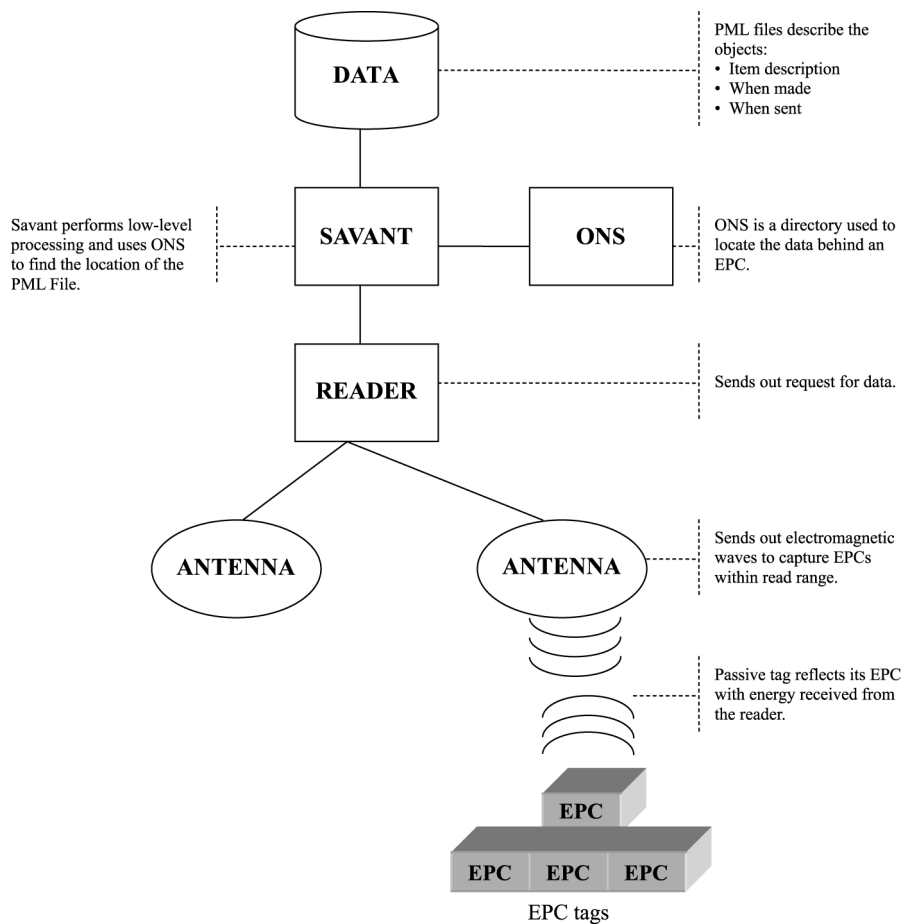 DATA
PML files describe the
objects:
• Item description
• When made
• When sent
Savant performs low-level
processing and uses ONS
to find the location of the
PML File.
SAVANT
ONS
ONS is a directory used to
locate the data behind an
EPC.
READER
Sends out request for data.
ANTENNA
ANTENNA
Sends out electromagnetic
waves to capture EPCs
within read range.
Passive tag reflects its EPC
with energy received from
the reader.
EPC
EPC EPC EPC
EPC tags